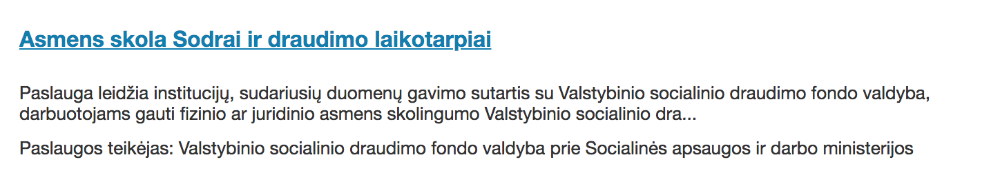 Asmens skola Sodrai ir draudimo laikotarpiai
Paslauga leidžia institucijų, sudariusių duomenų gavimo sutartis su Valstybinio socialinio draudimo fondo valdyba,
darbuotojams gauti fizinio ar juridinio asmens skolingumo Valstybinio socialinio dra...
Paslaugos teikėjas: Valstybinio socialinio draudimo fondo valdyba prie Socialinės apsaugos ir darbo ministerijos